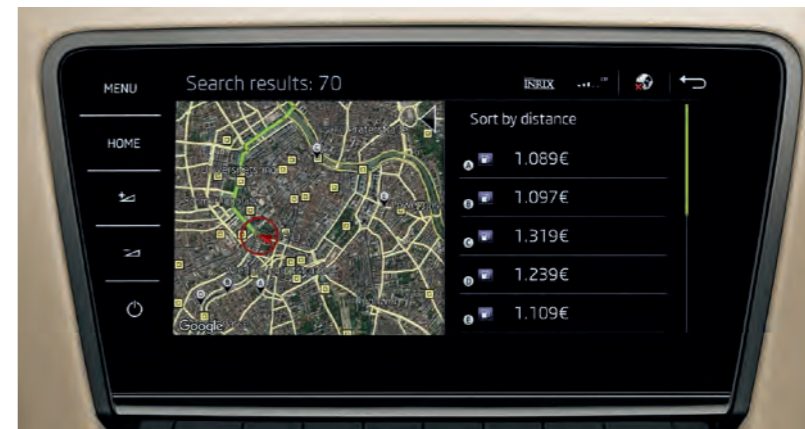 MENU
Search results: 70
INRIX
HOME
Sort by distance
A 1.089€
B 1.097€
C 1.319€
D 1.239€
E 1.109€
Google